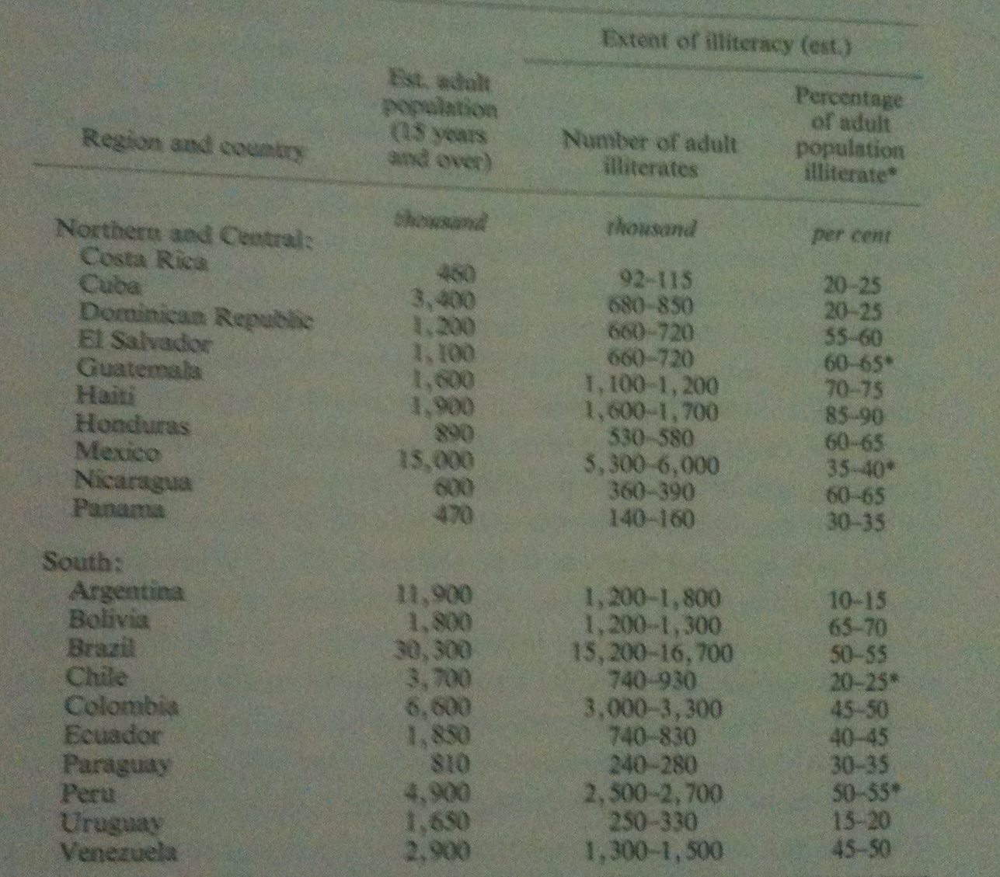 Extent of illiteracy (est.)
Region and country Est. adult population (15 years and over) Number of adult illiterates Percentage of adult population illiterate*
thousand thousand per cent
Northern and Central:
Costa Rica 460 92–115 20–25
Cuba 3,400 680–850 20–25
Dominican Republic 1,200 660–720 55–60
El Salvador 1,100 660–720 60–65*
Guatemala 1,600 1,100–1,200 70–75
Haiti 1,900 1,600–1,700 85–90
Honduras 890 530–580 60–65
Mexico 15,000 5,300–6,000 35–40*
Nicaragua 600 360–390 60–65
Panama 470 140–160 30–35
South:
Argentina 11,900 1,200–1,800 10–15
Bolivia 1,800 1,200–1,300 65–70
Brazil 30,300 15,200–16,700 50–55
Chile 3,700 740–930 20–25*
Colombia 6,600 3,000–3,300 45–50
Ecuador 1,850 740–830 40–45
Paraguay 810 240–280 30–35
Peru 4,900 2,500–2,700 50–55*
Uruguay 1,650 250–330 15–20
Venezuela 2,900 1,300–1,500 45–50